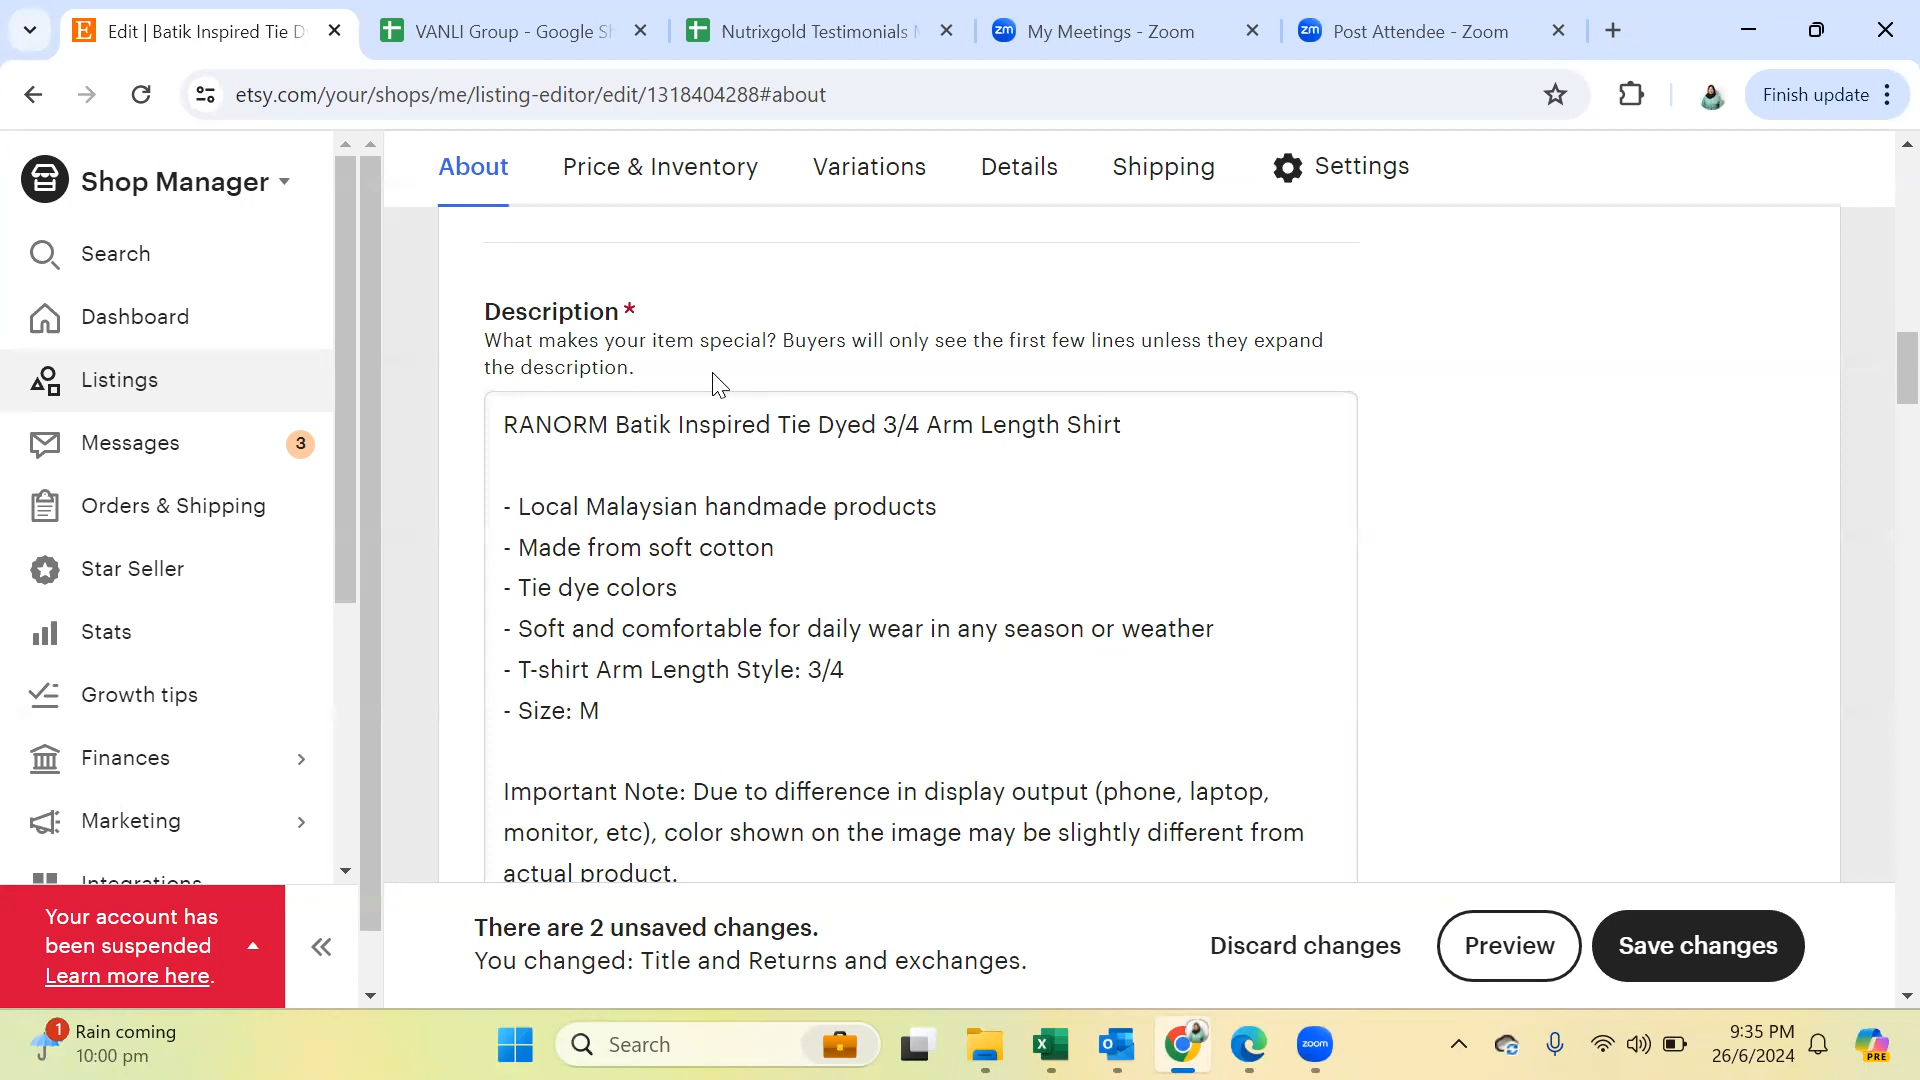 Edit | Batik Inspired Tie D
VANLI Group - Google Sh
Nutrixgold Testimonials
My Meetings - Zoom
Post Attendee - Zoom
etsy.com/your/shops/me/listing-editor/edit/1318404288#about
Finish update
Shop Manager
Search
Dashboard
Listings
Messages
3
Orders & Shipping
Star Seller
Stats
Growth tips
Finances
Marketing
Integrations
Your account has
been suspended
Learn more here.
About
Price & Inventory
Variations
Details
Shipping
Settings
Description *
What makes your item special? Buyers will only see the first few lines unless they expand
the description.
RANORM Batik Inspired Tie Dyed 3/4 Arm Length Shirt
- Local Malaysian handmade products
- Made from soft cotton
- Tie dye colors
- Soft and comfortable for daily wear in any season or weather
- T-shirt Arm Length Style: 3/4
- Size: M
Important Note: Due to difference in display output (phone, laptop,
monitor, etc), color shown on the image may be slightly different from
actual product.
There are 2 unsaved changes.
You changed: Title and Returns and exchanges.
Discard changes
Preview
Save changes
1
Rain coming
10:00 pm
Search
zoom
9:35 PM
26/6/2024
PRE